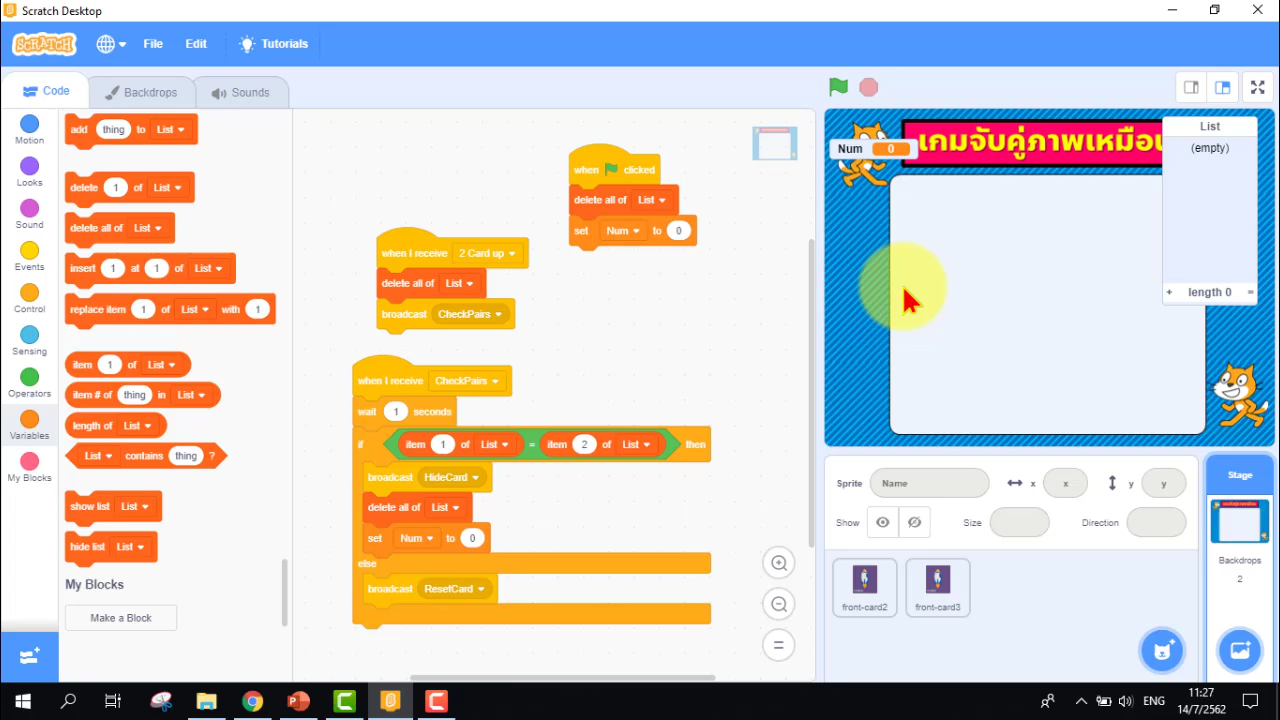 Scratch Desktop
SCRATCH
File
Edit
Tutorials
Code
Backdrops
Sounds
Motion
Looks
Sound
Events
Control
Sensing
Operators
Variables
My Blocks
add thing to List
delete 1 of List
delete all of List
insert 1 at 1 of List
replace item 1 of List with 1
item 1 of List
item # of thing in List
length of List
List contains thing ?
show list List
hide list List
My Blocks
Make a Block
when clicked
delete all of List
set Num to 0
when I receive 2 Card up
delete all of List
broadcast CheckPairs
when I receive CheckPairs
wait 1 seconds
if item 1 of List = item 2 of List then
broadcast HideCard
delete all of List
set Num to 0
else
broadcast ResetCard
เกมจับคู่ภาพเหมือน
Num 0
List
(empty)
+ length 0 =
Sprite Name x x y y
Show Size Direction
front-card2
front-card3
Stage
Backdrops
2
ENG
11:27
14/7/2562